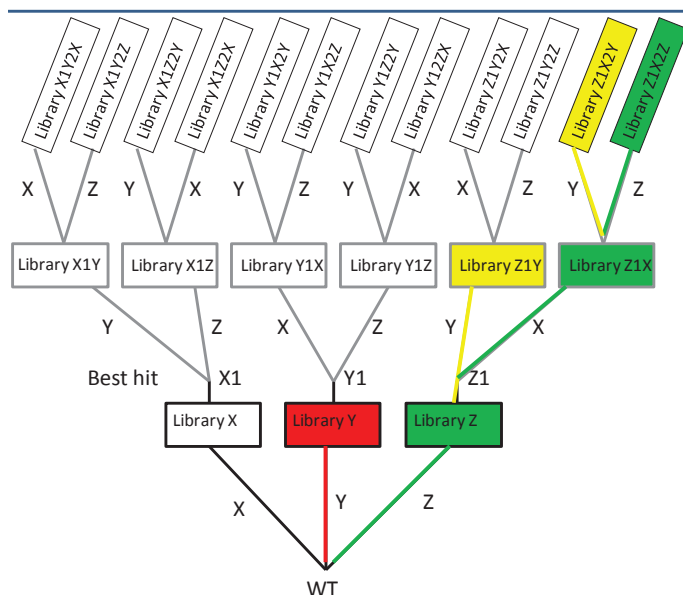 Library X1Y2X
Library X1Y2Z
Library X1Z2Y
Library X1Z2X
Library Y1X2Y
Library Y1X2Z
Library Y1Z2Y
Library Y12ZX
Library Z1Y2X
Library Z1Y2Z
Library Z1X2Y
Library Z1X2Z
X Z Y X Y Z Y X X Z Y Z
Library X1Y
Library X1Z
Library Y1X
Library Y1Z
Library Z1Y
Library Z1X
Y Z X Z Y X
Best hit X1 Y1 Z1
Library X
Library Y
Library Z
X Y Z
WT